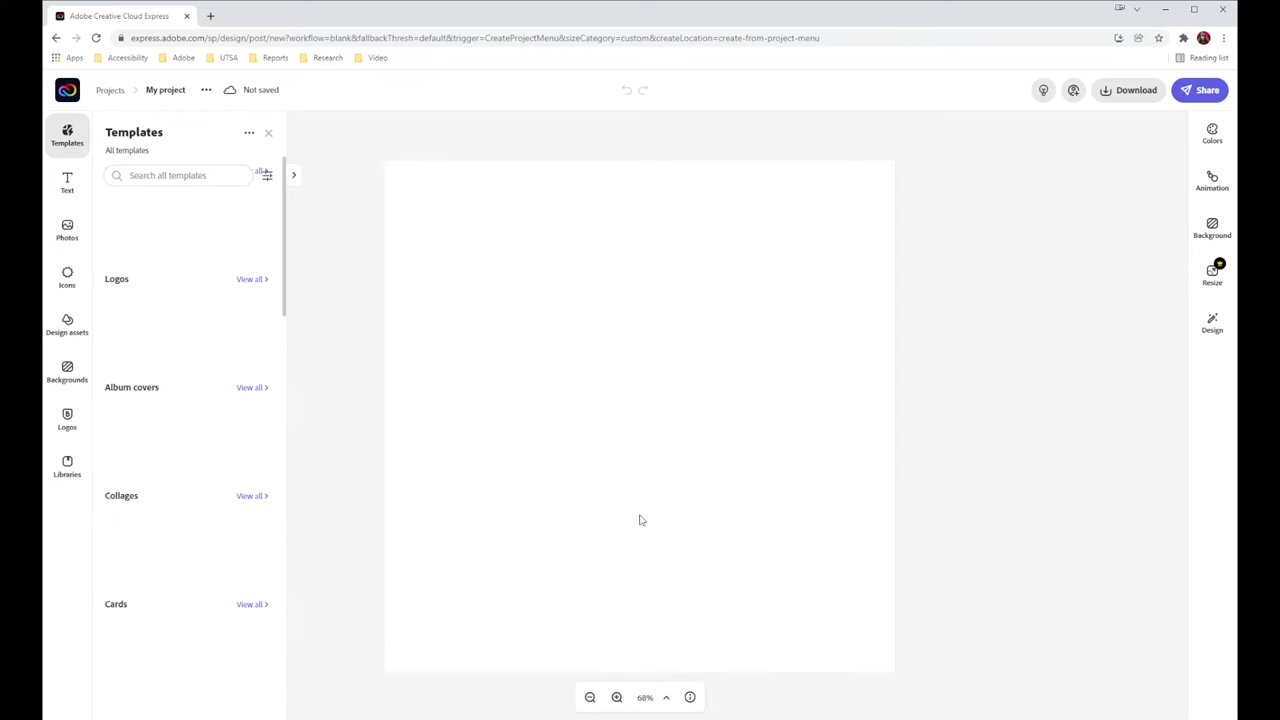 Adobe Creative Cloud Express
express.adobe.com/sp/design/post/new?workflow=blank&fallbackThresh=default&trigger=CreateProjectMenu&sizeCategory=custom&createLocation=create-from-project-menu
Apps Accessibility Adobe UTSA Reports Research Video Reading list
Projects My project Not saved Download Share
Templates
Text
Photos
Icons
Design assets
Backgrounds
Logos
Libraries
Templates
All templates
Search all templates
Logos View all
Album covers View all
Collages View all
Cards View all
68%
Colors
Animation
Background
Resize
Design